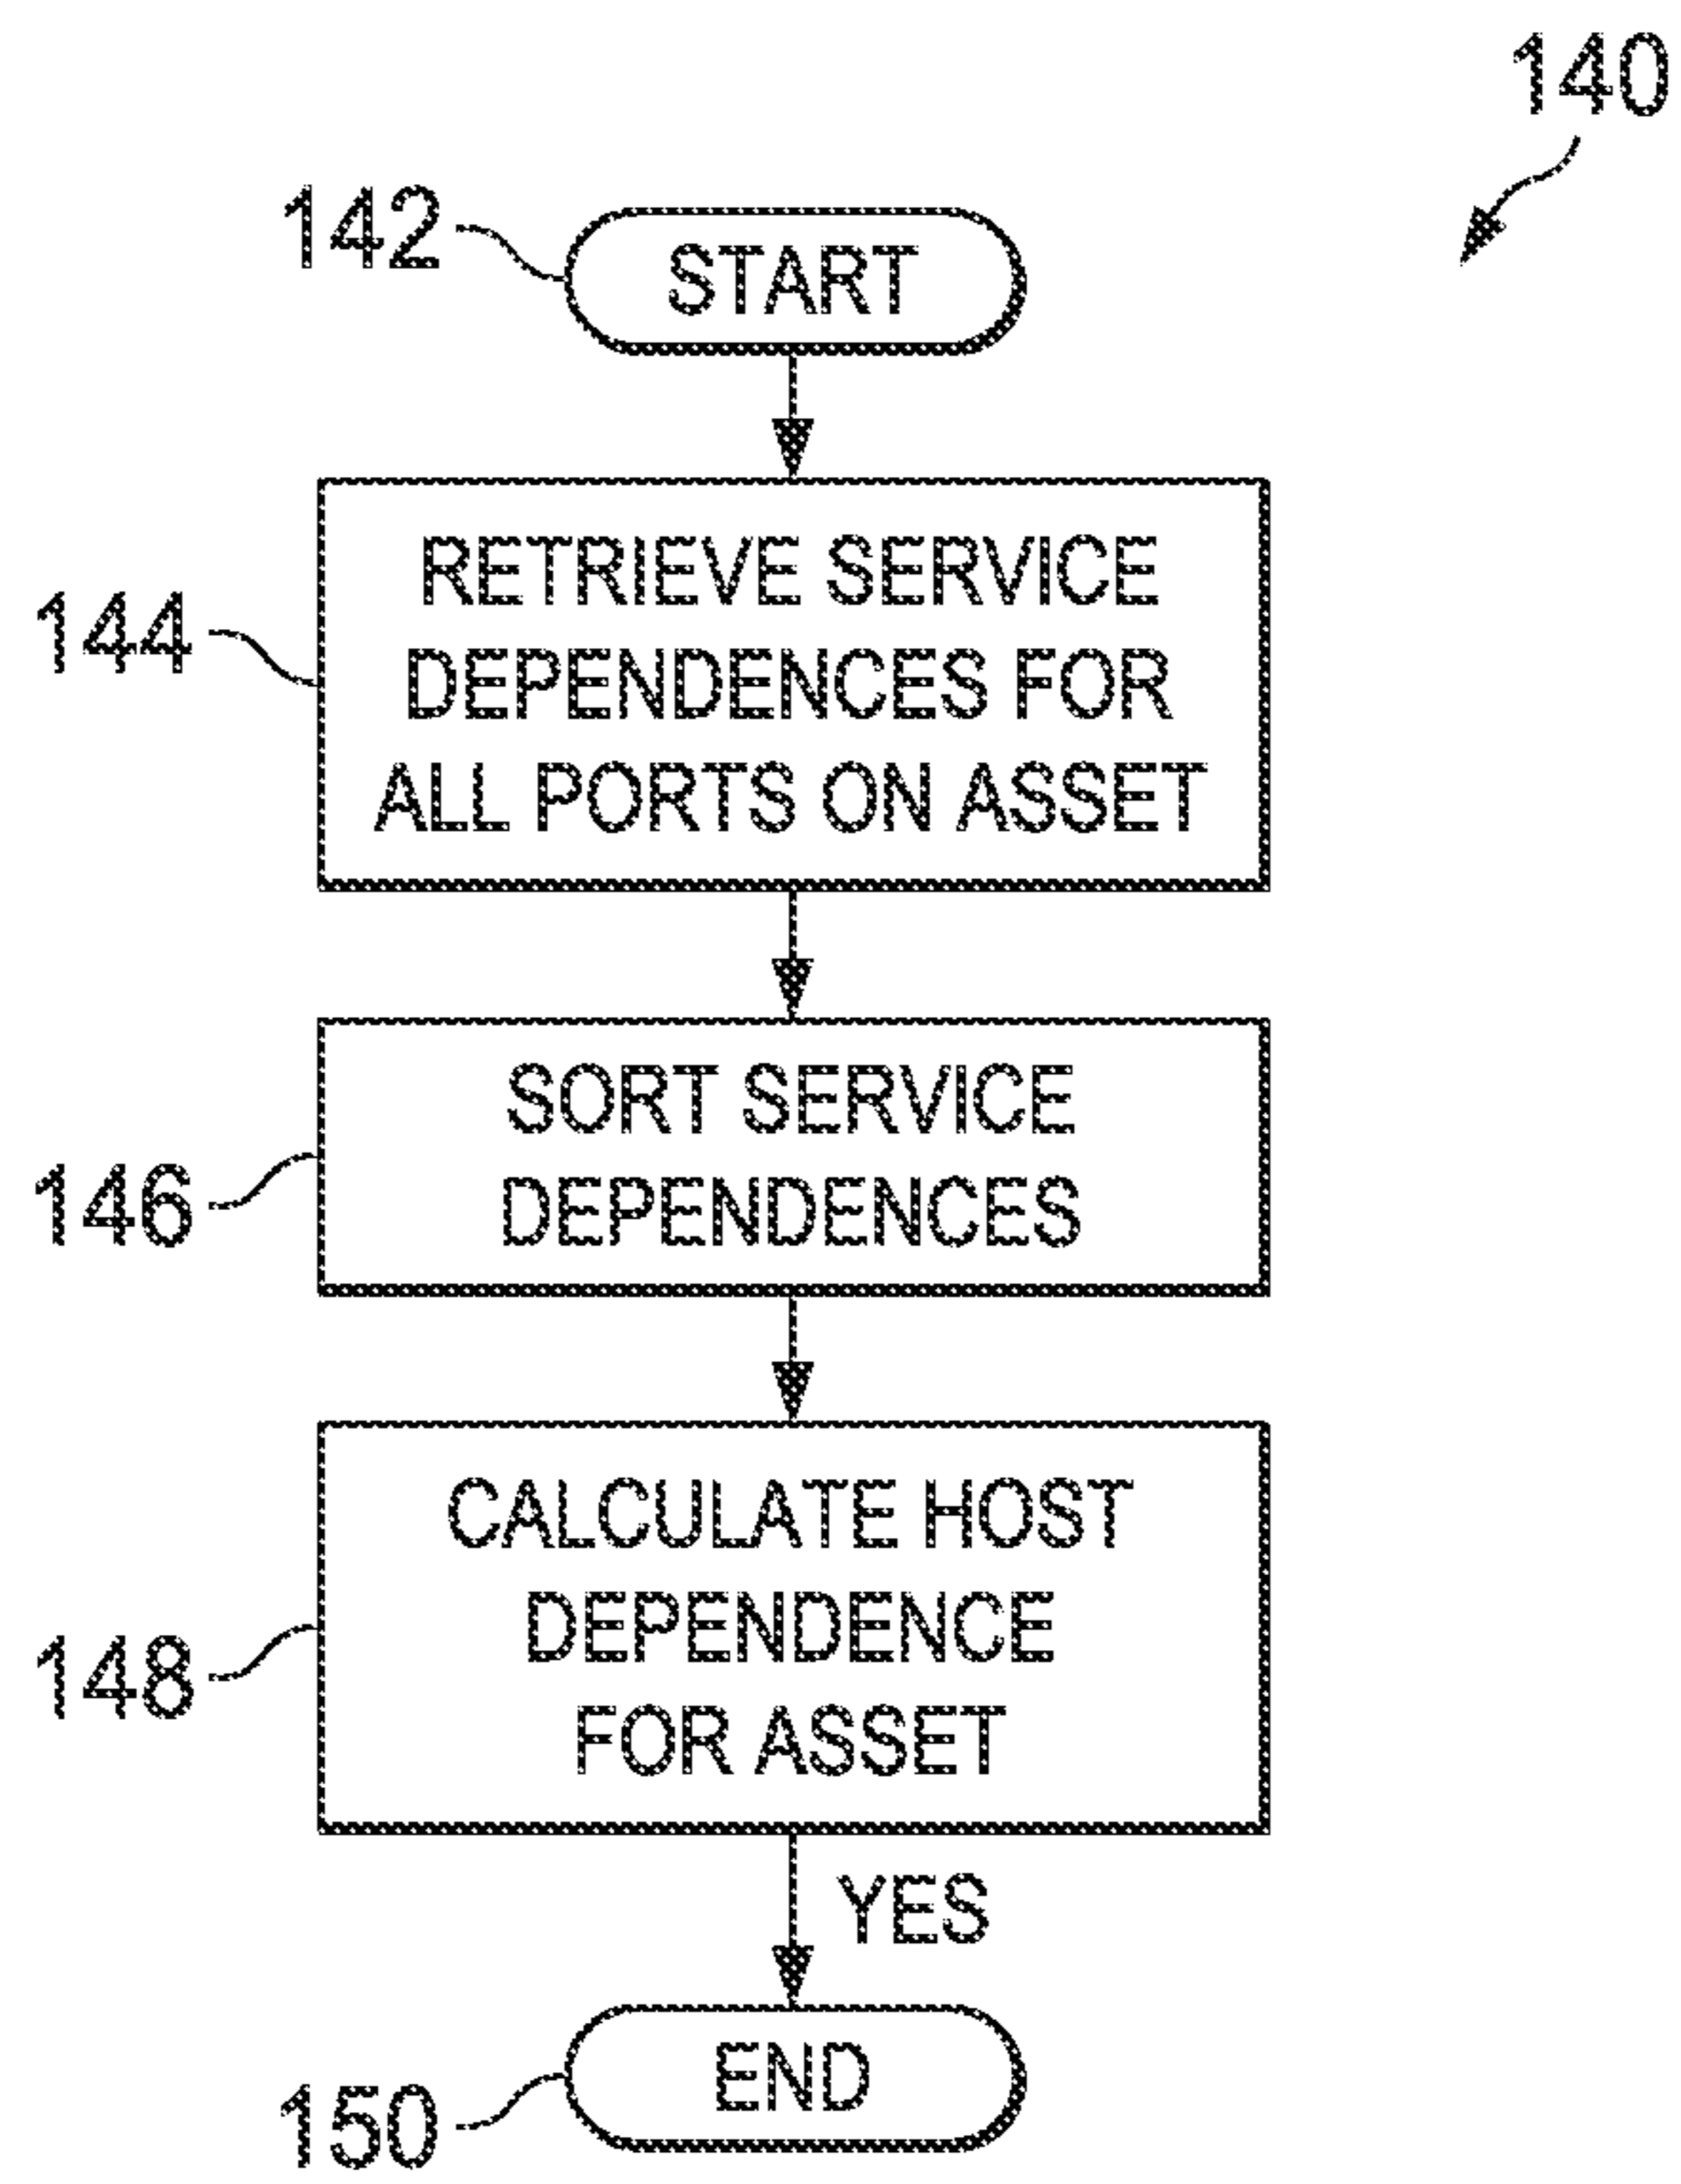 140
142
START
144
RETRIEVE SERVICE
DEPENDENCES FOR
ALL PORTS ON ASSET
146
SORT SERVICE
DEPENDENCES
148
CALCULATE HOST
DEPENDENCE
FOR ASSET
YES
150
END